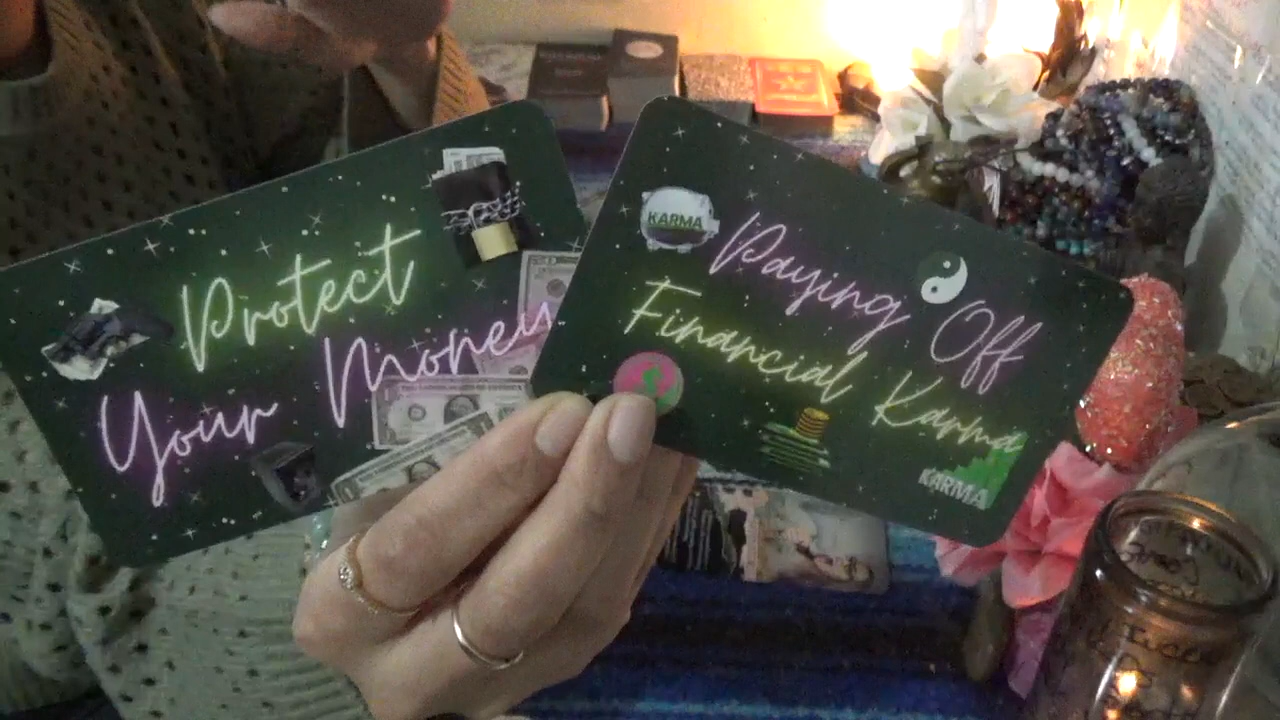 Protect
Your Money
KARMA
Paying Off
Financial Karma
KARMA